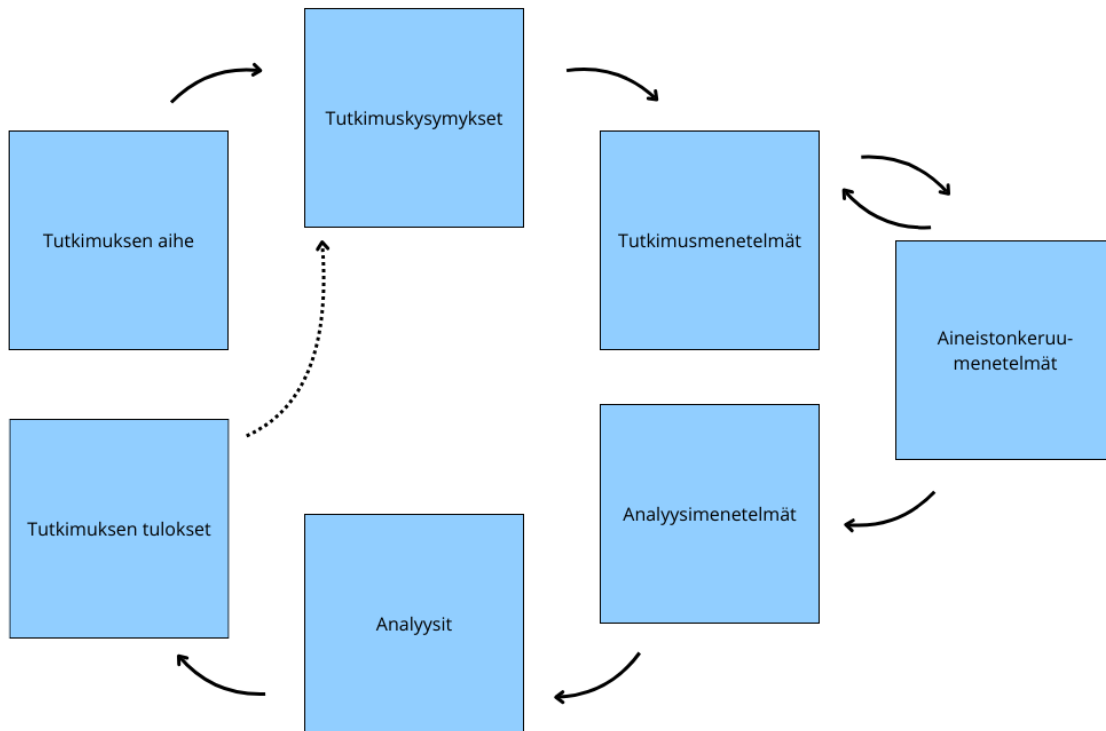 Tutkimuskysymykset
Tutkimuksen aihe
Tutkimusmenetelmät
Aineistonkeruu-
menetelmät
Analyysimenetelmät
Tutkimuksen tulokset
Analyysit